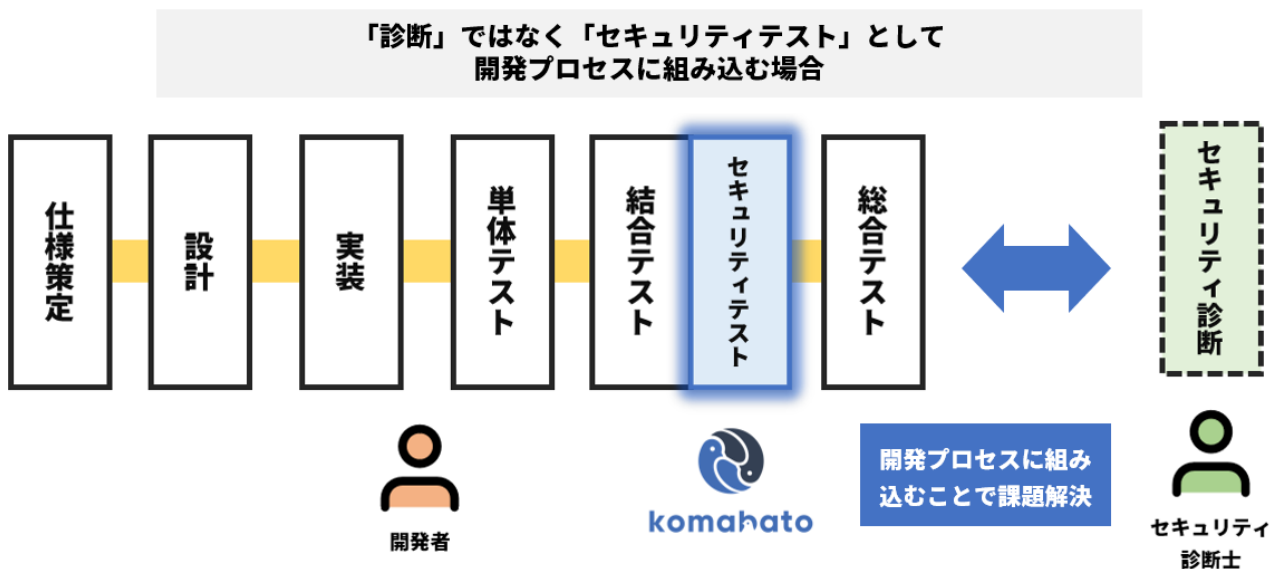 「診断」ではなく「セキュリティテスト」として
開発プロセスに組み込む場合
仕様策定
設計
実装
単体テスト
結合テスト
セキュリティテスト
総合テスト
セキュリティ診断
開発者
komabato
開発プロセスに組み
込むことで課題解決
セキュリティ
診断士